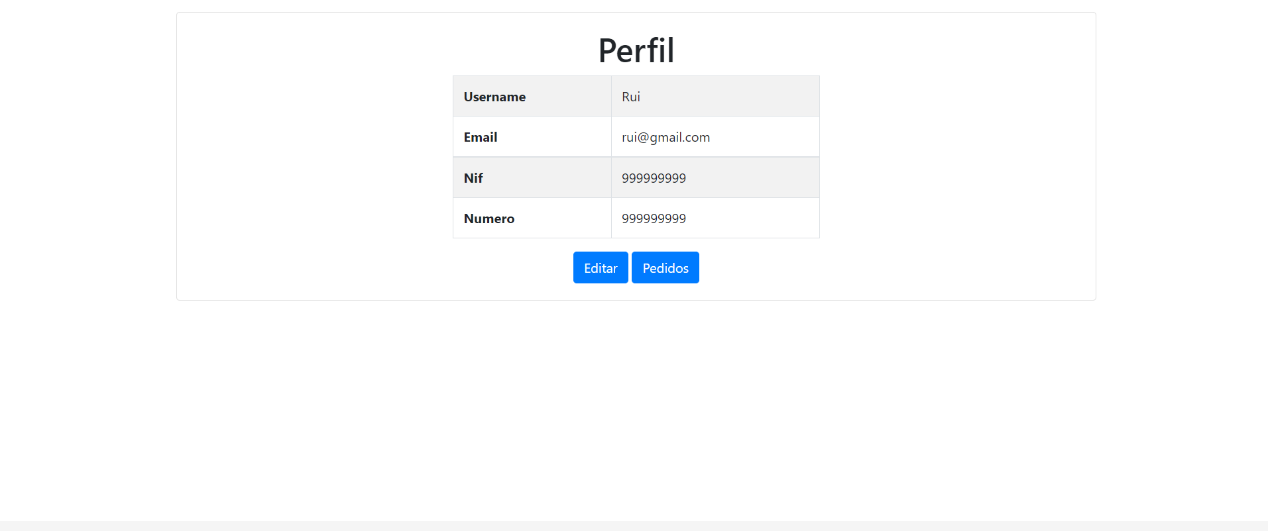 Perfil
Username Rui
Email rui@gmail.com
Nif 999999999
Numero 999999999
Editar Pedidos